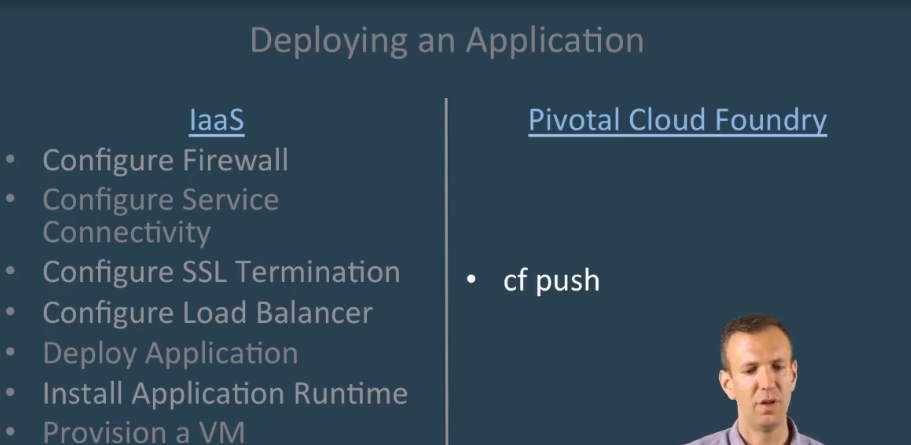 Deploying an Application
IaaS
• Configure Firewall
• Configure Service
Connectivity
• Configure SSL Termination
• Configure Load Balancer
• Deploy Application
• Install Application Runtime
• Provision a VM
Pivotal Cloud Foundry
• cf push